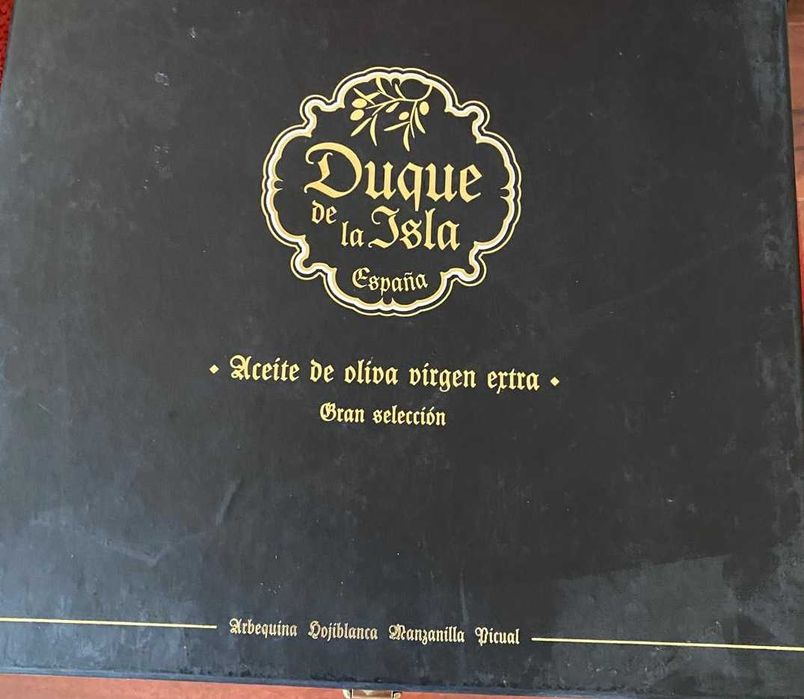 Duque
de
la Isla
España
• Aceite de oliva virgen extra •
Gran selección
Arbequina Hojiblanca Manzanilla Picual